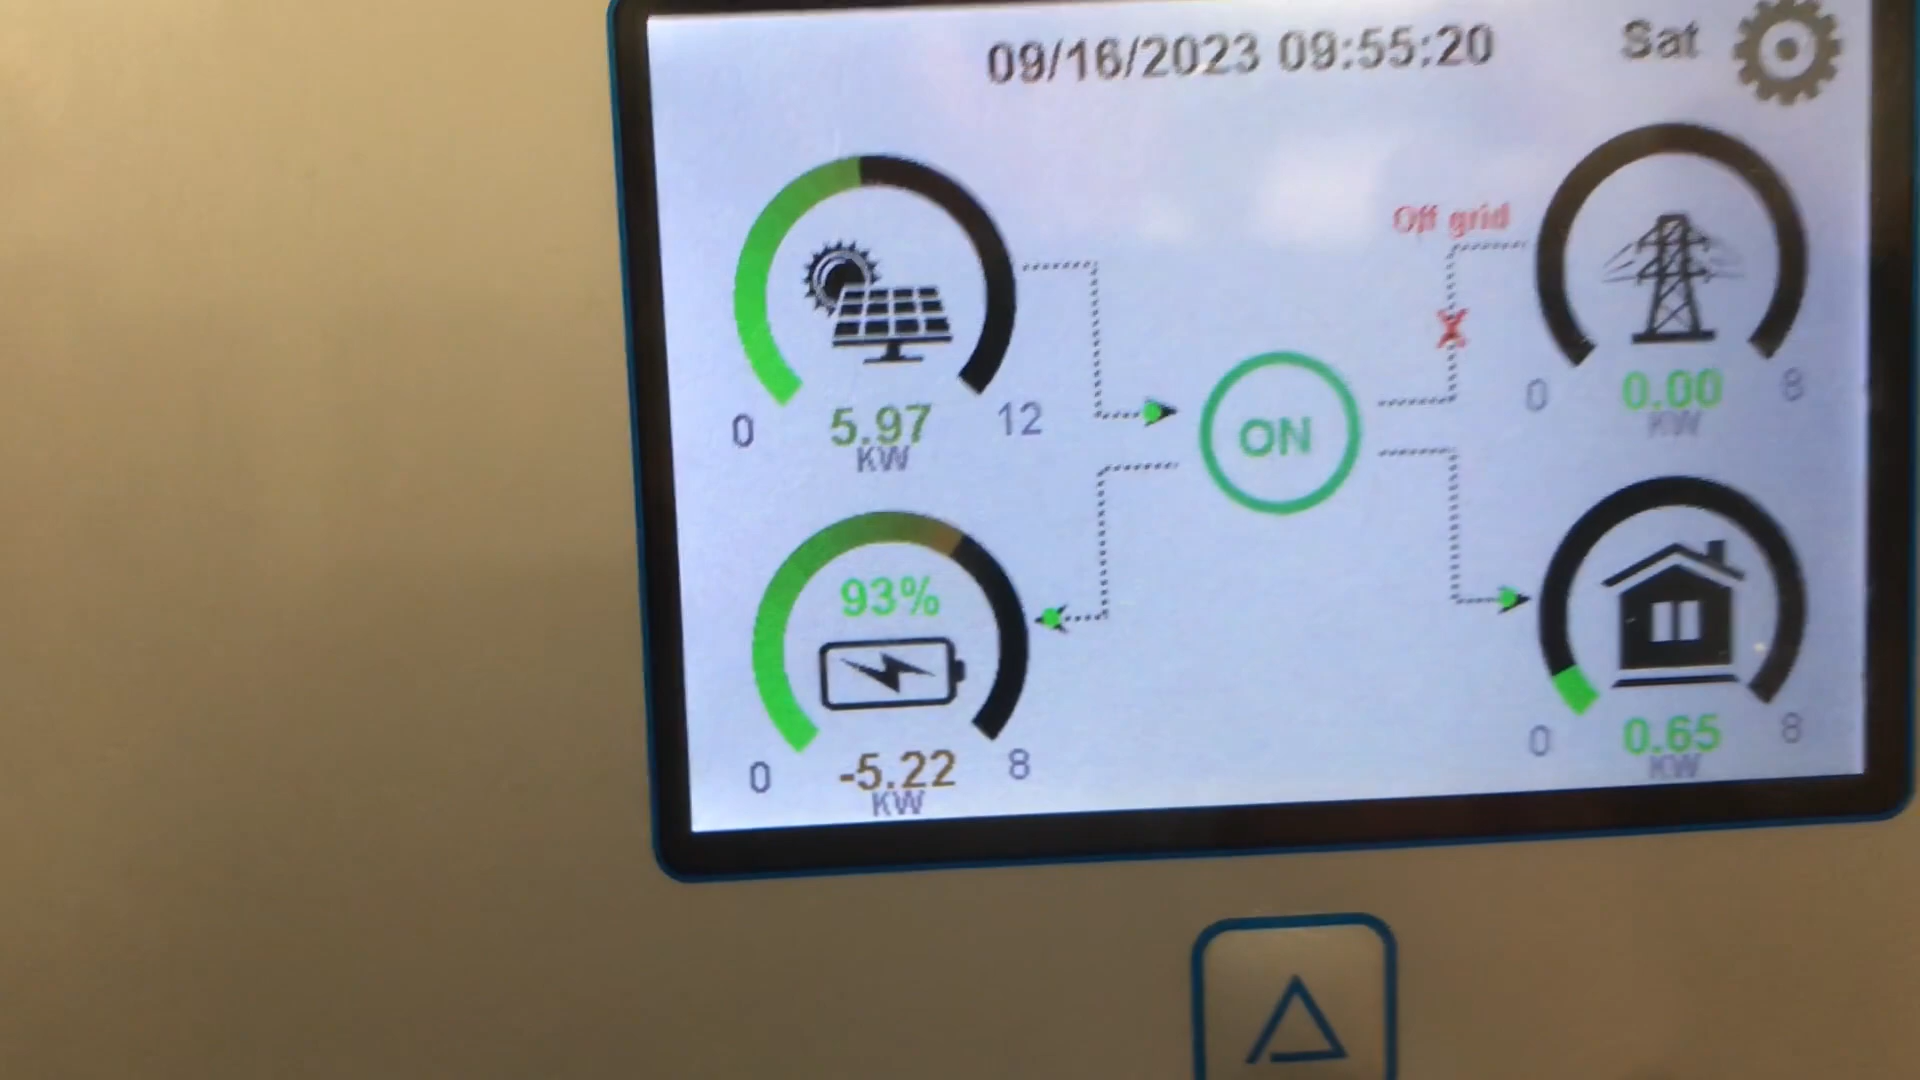 09/16/2023 09:55:20 Sat
Off grid
0 5.97 12
KW
0 0.00 8
KW
ON
93%
0 -5.22 8
KW
0 0.65 8
KW